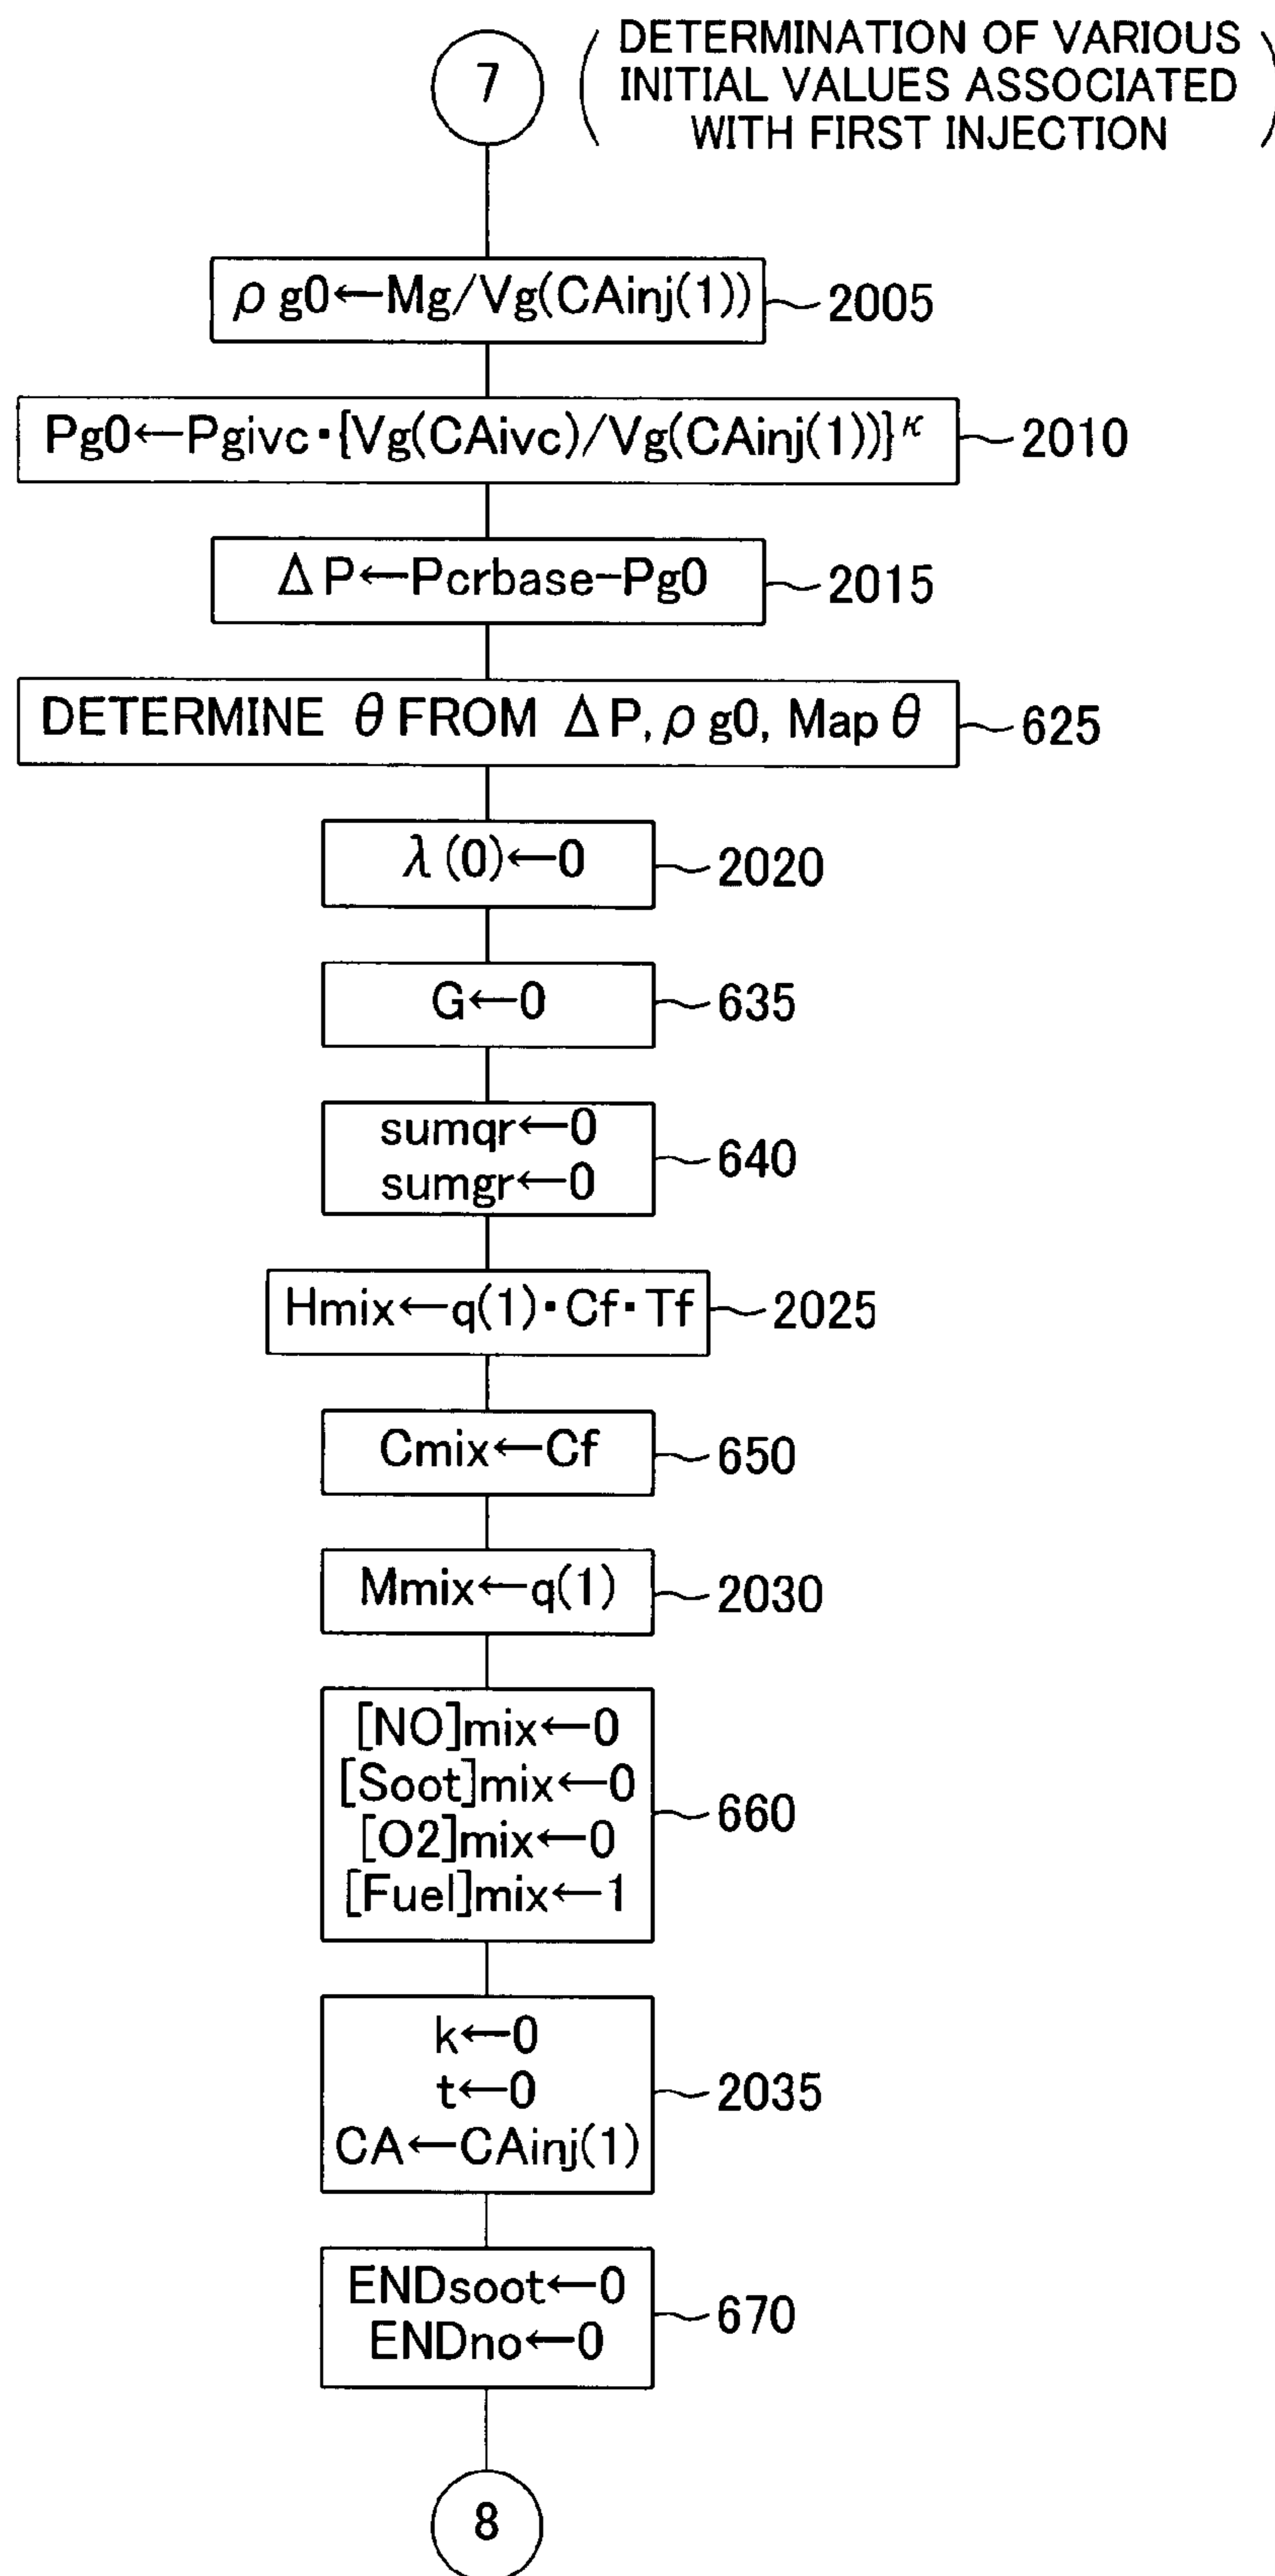 7
DETERMINATION OF VARIOUS
INITIAL VALUES ASSOCIATED
WITH FIRST INJECTION
ρg0←Mg/Vg(CAinj(1))
2005
Pg0←Pgivc・{Vg(CAivc)/Vg(CAinj(1))}^κ
2010
ΔP←Pcrbase-Pg0
2015
DETERMINE θ FROM ΔP, ρg0, Map θ
625
λ(0)←0
2020
G←0
635
sumqr←0
sumgr←0
640
Hmix←q(1)・Cf・Tf
2025
Cmix←Cf
650
Mmix←q(1)
2030
[NO]mix←0
[Soot]mix←0
[O2]mix←0
[Fuel]mix←1
660
k←0
t←0
CA←CAinj(1)
2035
ENDsoot←0
ENDno←0
670
8